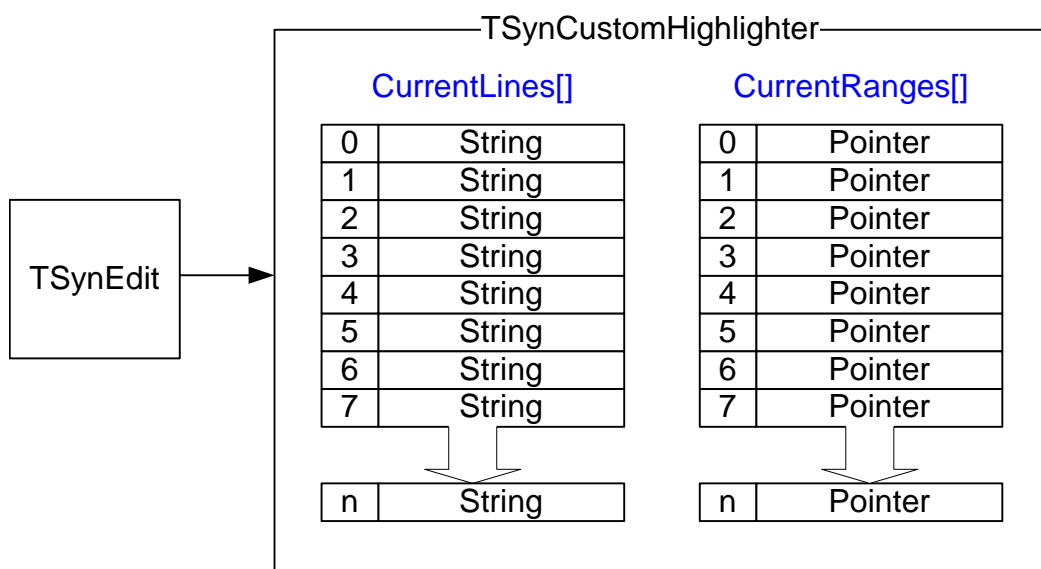 TSynCustomHighlighter
CurrentLines[] CurrentRanges[]
0 String 0 Pointer
1 String 1 Pointer
2 String 2 Pointer
3 String 3 Pointer
TSynEdit
4 String 4 Pointer
5 String 5 Pointer
6 String 6 Pointer
7 String 7 Pointer
n String n Pointer